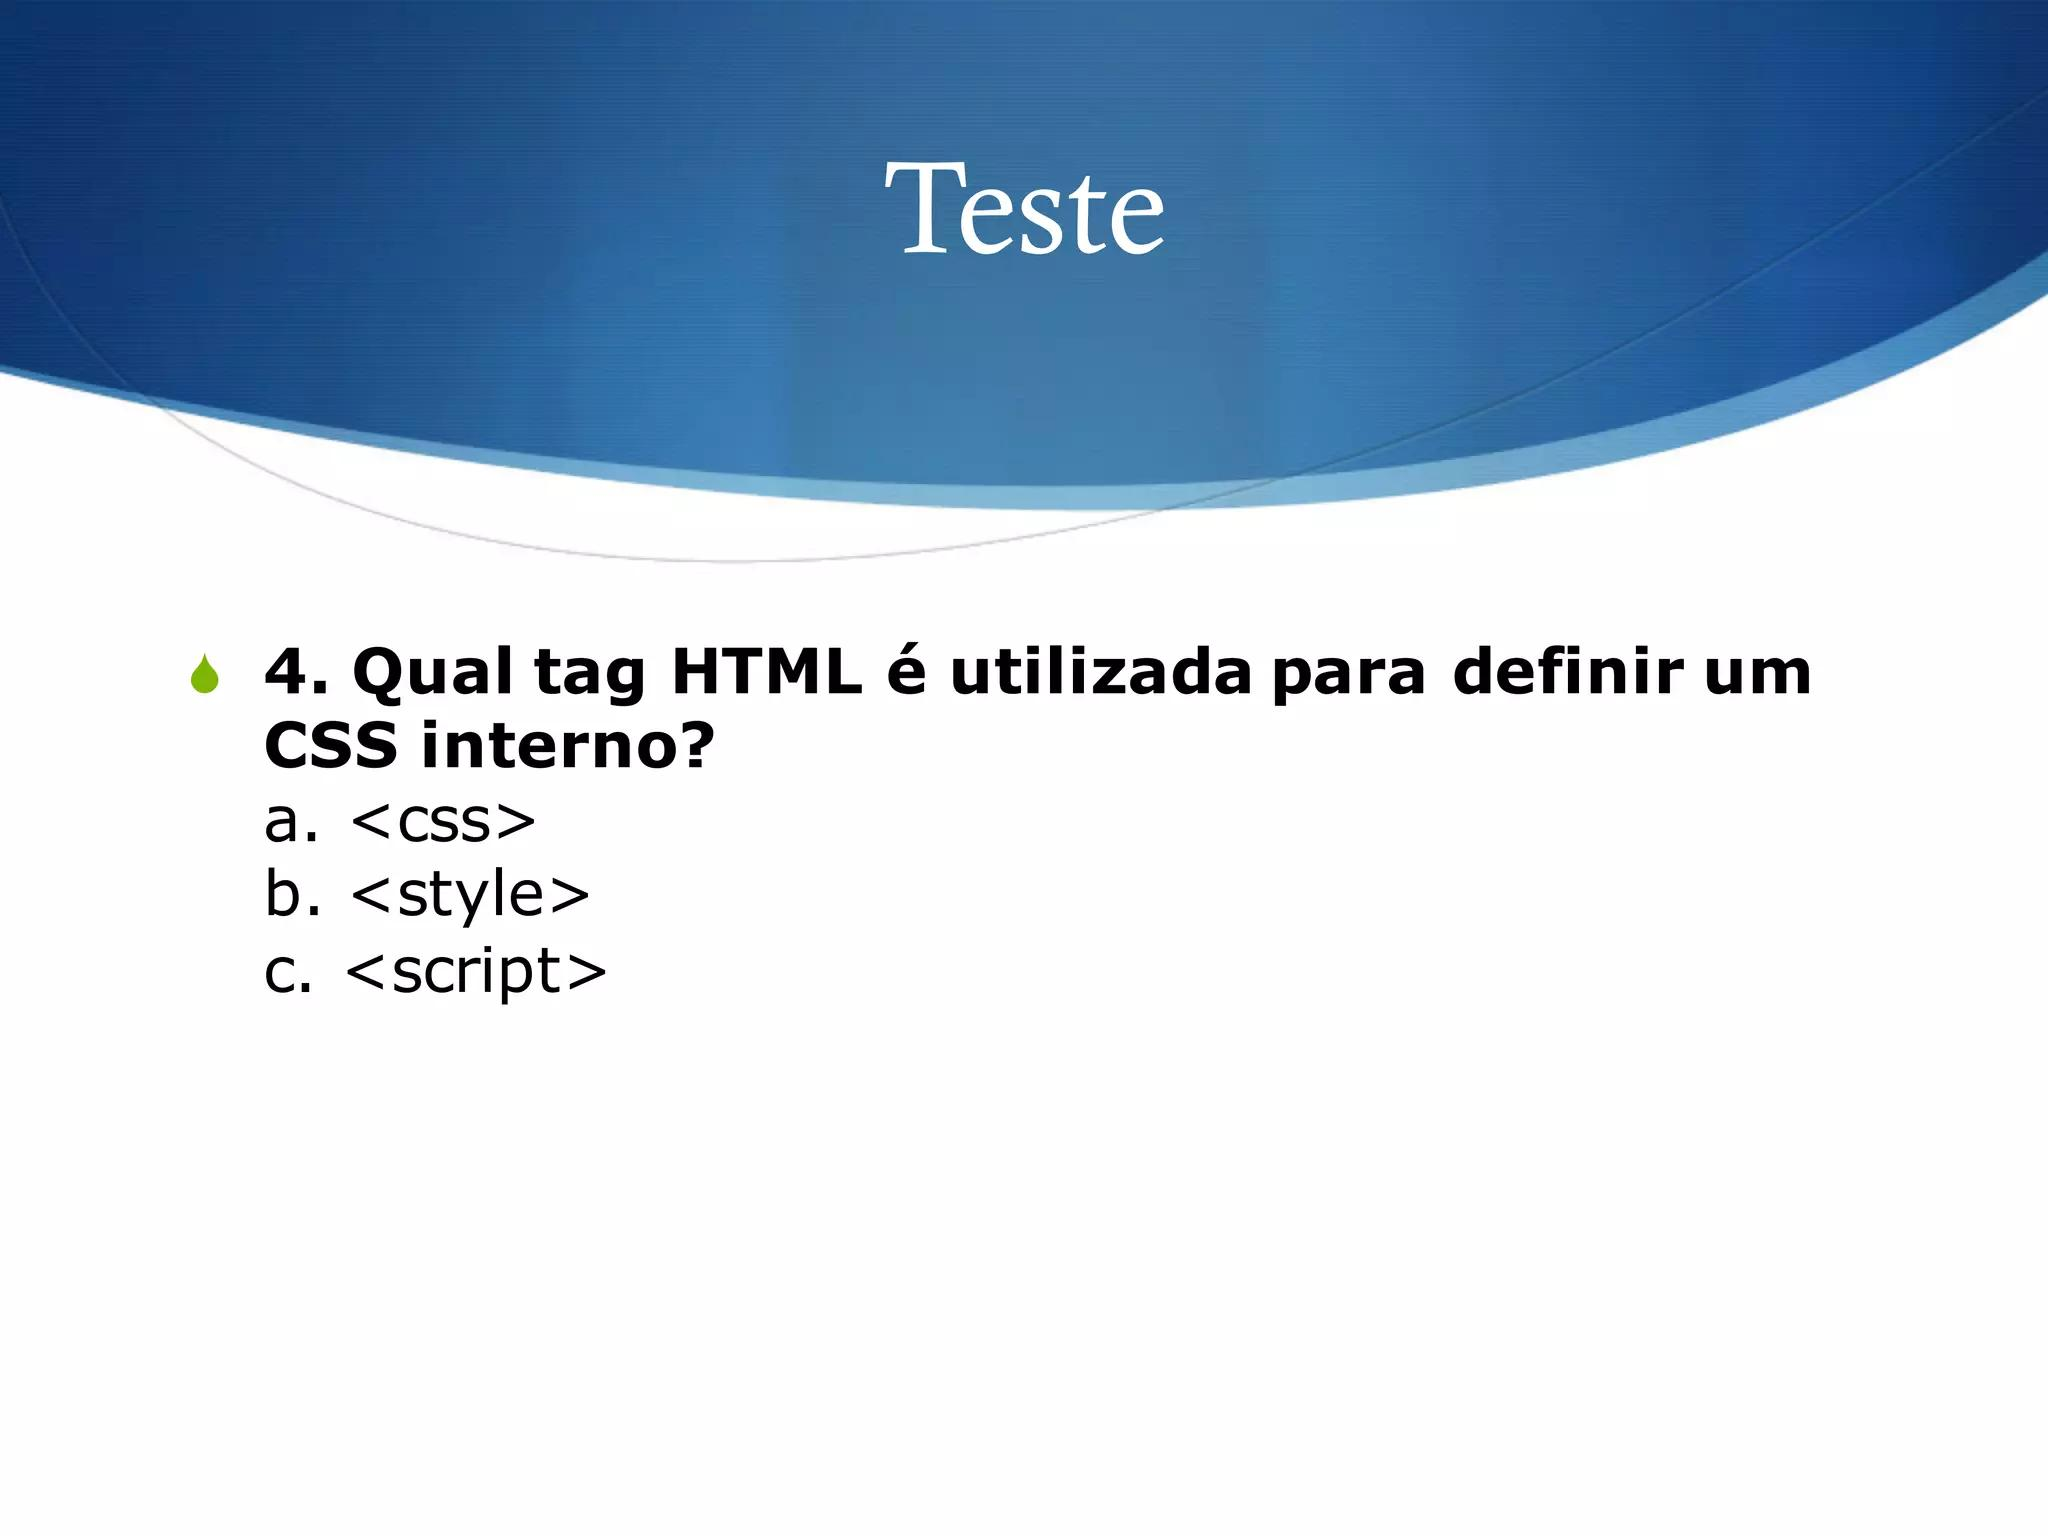 Teste
4. Qual tag HTML é utilizada para definir um
CSS interno?
a. <css>
b. <style>
c. <script>